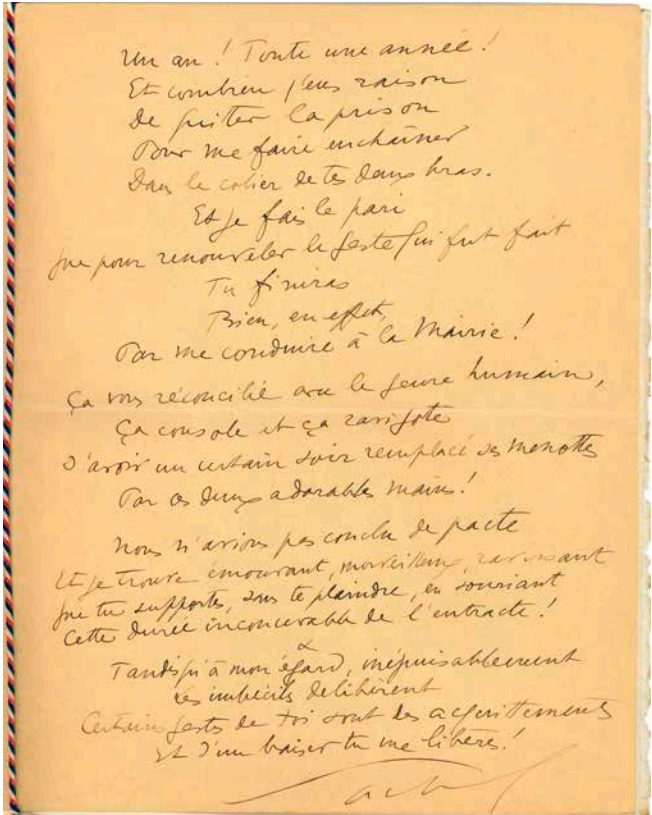 Un an ! Toute une année !
Et combien j'eus raison
De quitter la prison
Pour me faire enchaîner
Dans le colier de tes deux bras.
Et je fais le pari
Que pour renouveler le geste qui fut fait
Tu finiras
Bien, en effet,
Par me conduire à la Mairie !
Ça vous réconcilie avec le genre humain,
Ça console et ça ravigote
D'avoir un certain soir remplacé ses menottes
Par ces deux adorables mains !
Nous n'avions pas conclu de pacte
Et je trouve émouvant, merveilleux, ravissant
Que tu supportes, sans te plaindre, en souriant
Cette durée inconcevable de l'entracte !
Tandis qu'à mon égard, inépuisablement
Les imbéciles délibèrent
Certains gestes de toi sont des acquittements
Et d'un baiser tu me libères !